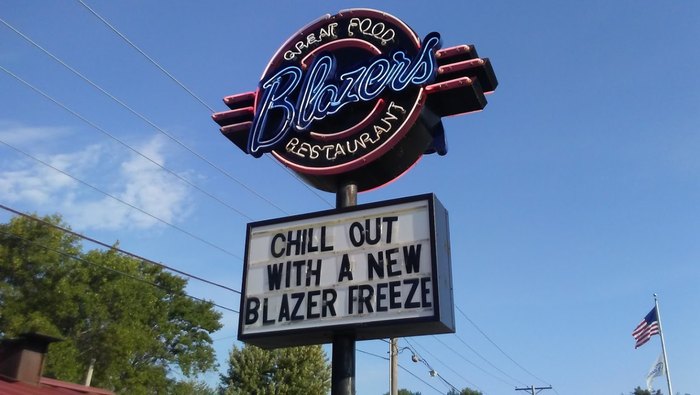 GREAT FOOD
Blazers
RESTAURANT
CHILL OUT
WITH A NEW
BLAZER FREEZE